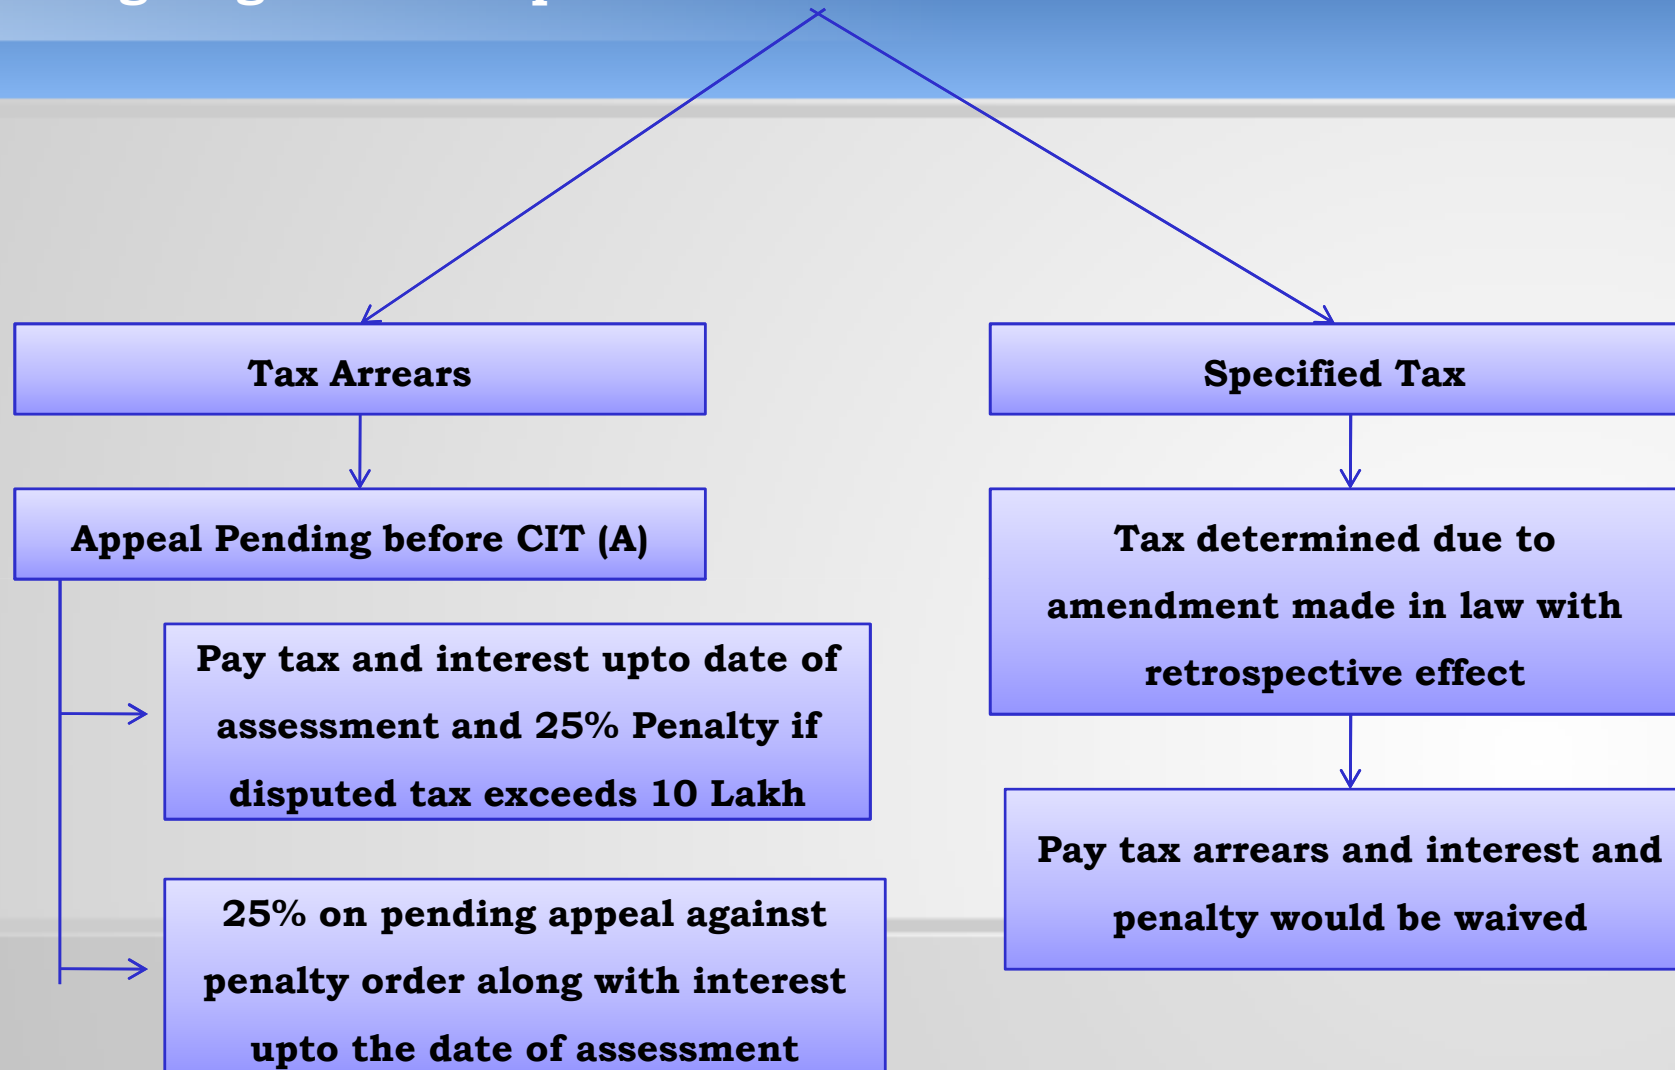 Tax Arrears
Appeal Pending before CIT (A)
Pay tax and interest upto date of
assessment and 25% Penalty if
disputed tax exceeds 10 Lakh
25% on pending appeal against
penalty order along with interest
upto the date of assessment
Specified Tax
Tax determined due to
amendment made in law with
retrospective effect
Pay tax arrears and interest and
penalty would be waived